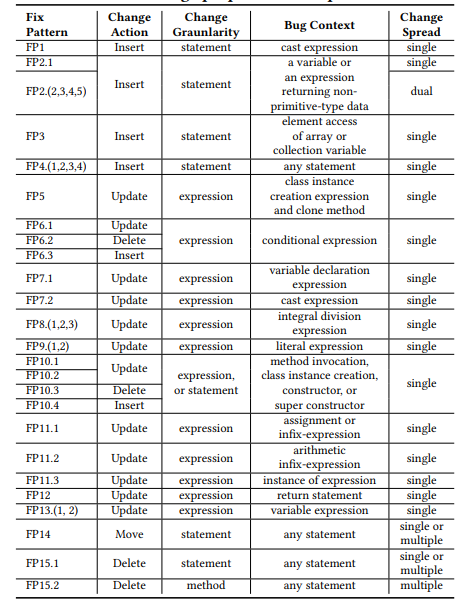 Fix Pattern | Change Action | Change Graunlarity | Bug Context | Change Spread
FP1 | Insert | statement | cast expression | single
FP2.1 | Insert | statement | a variable or an expression returning non-primitive-type data | single
FP2.(2,3,4,5) | dual
FP3 | Insert | statement | element access of array or collection variable | single
FP4.(1,2,3,4) | Insert | statement | any statement | single
FP5 | Update | expression | class instance creation expression and clone method | single
FP6.1 | Update | expression | conditional expression | single
FP6.2 | Delete
FP6.3 | Insert
FP7.1 | Update | expression | variable declaration expression | single
FP7.2 | Update | expression | cast expression | single
FP8.(1,2,3) | Update | expression | integral division expression | single
FP9.(1,2) | Update | expression | literal expression | single
FP10.1 | Update | expression, or statement | method invocation, class instance creation, constructor, or super constructor | single
FP10.2
FP10.3 | Delete
FP10.4 | Insert
FP11.1 | Update | expression | assignment or infix-expression | single
FP11.2 | Update | expression | arithmetic infix-expression | single
FP11.3 | Update | expression | instance of expression | single
FP12 | Update | expression | return statement | single
FP13.(1, 2) | Update | expression | variable expression | single
FP14 | Move | statement | any statement | single or multiple
FP15.1 | Delete | statement | any statement | single or multiple
FP15.2 | Delete | method | any statement | multiple